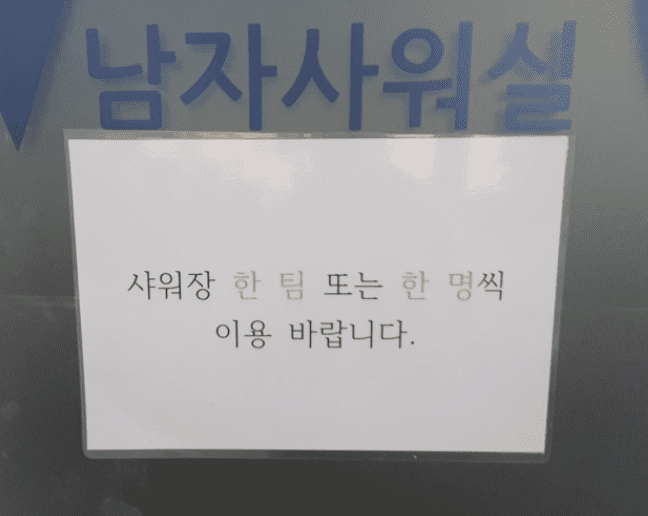 남자샤워실
샤워장 한 팀 또는 한 명씩
이용 바랍니다.